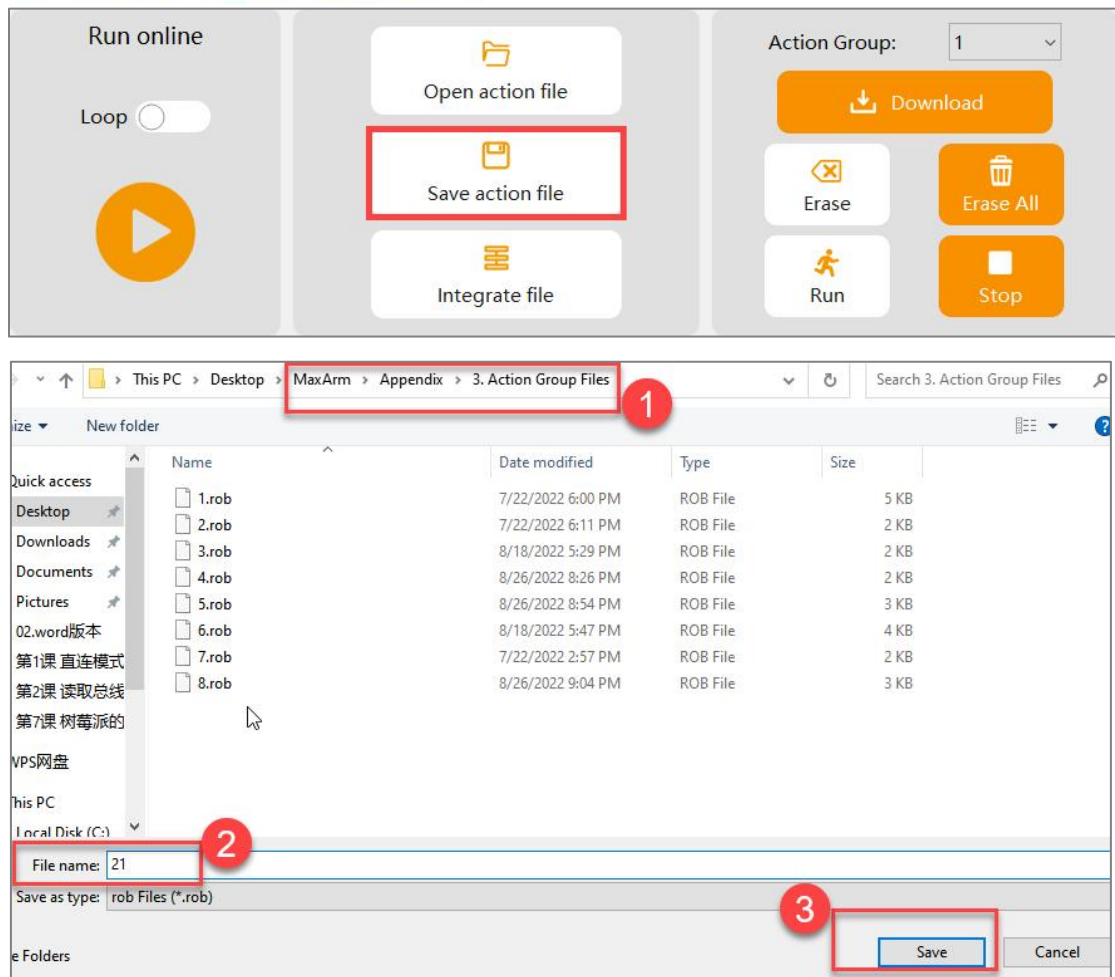 Run online
Loop
Open action file
Save action file
Integrate file
Action Group: 1
Download
Erase
Erase All
Run
Stop
This PC > Desktop > MaxArm > Appendix > 3. Action Group Files
Search 3. Action Group Files
1
ize New folder
?
Name Date modified Type Size
Quick access
Desktop
Downloads
Documents
Pictures
02.word版本
第1课 直连模式
第2课 读取总线
第7课 树莓派的
WPS网盘
This PC
Local Disk (C:)
1.rob 7/22/2022 6:00 PM ROB File 5 KB
2.rob 7/22/2022 6:11 PM ROB File 2 KB
3.rob 8/18/2022 5:29 PM ROB File 2 KB
4.rob 8/26/2022 8:26 PM ROB File 2 KB
5.rob 8/26/2022 8:54 PM ROB File 3 KB
6.rob 8/18/2022 5:47 PM ROB File 4 KB
7.rob 7/22/2022 2:57 PM ROB File 2 KB
8.rob 8/26/2022 9:04 PM ROB File 3 KB
2
File name: 21
Save as type: rob Files (*.rob)
3
e Folders
Save
Cancel